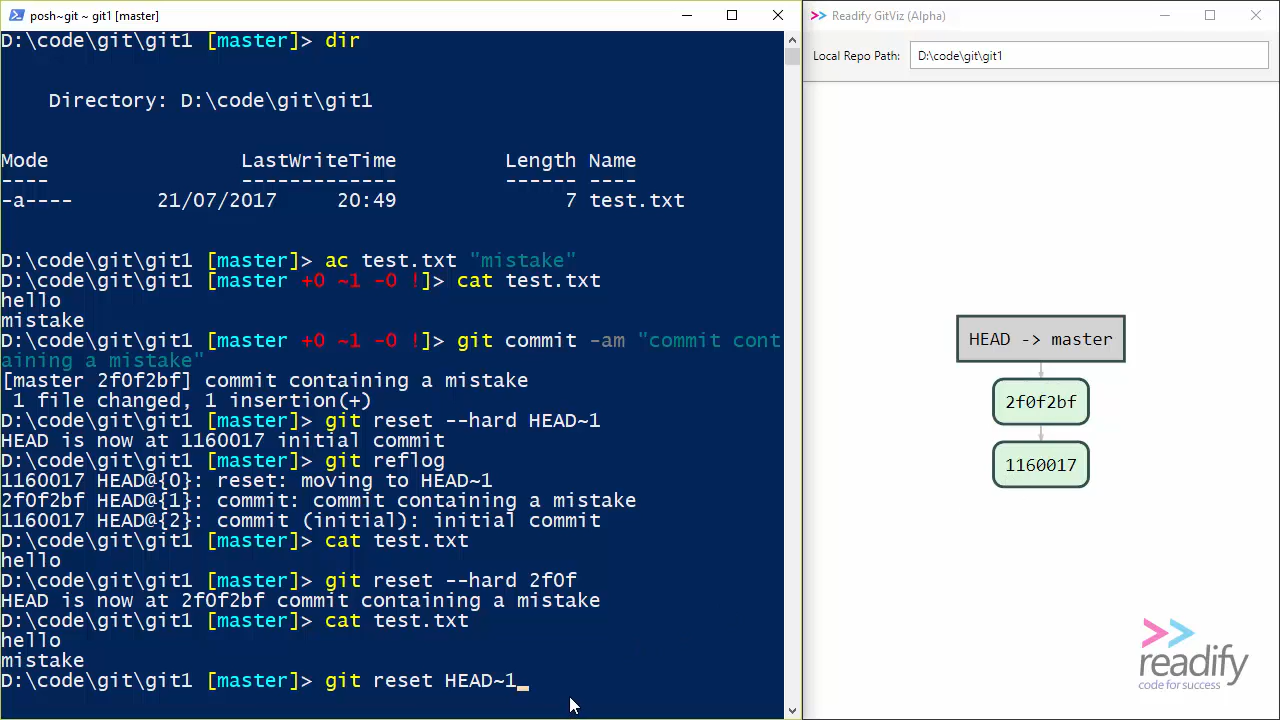 posh~git ~ git1 [master]
D:\code\git\git1 [master]> dir
Directory: D:\code\git\git1
Mode LastWriteTime Length Name
---- ------------- ------ ----
-a---- 21/07/2017 20:49 7 test.txt
D:\code\git\git1 [master]> ac test.txt "mistake"
D:\code\git\git1 [master +0 ~1 -0 !]> cat test.txt
hello
mistake
D:\code\git\git1 [master +0 ~1 -0 !]> git commit -am "commit cont
aining a mistake"
[master 2f0f2bf] commit containing a mistake
 1 file changed, 1 insertion(+)
D:\code\git\git1 [master]> git reset --hard HEAD~1
HEAD is now at 1160017 initial commit
D:\code\git\git1 [master]> git reflog
1160017 HEAD@{0}: reset: moving to HEAD~1
2f0f2bf HEAD@{1}: commit: commit containing a mistake
1160017 HEAD@{2}: commit (initial): initial commit
D:\code\git\git1 [master]> cat test.txt
hello
D:\code\git\git1 [master]> git reset --hard 2f0f
HEAD is now at 2f0f2bf commit containing a mistake
D:\code\git\git1 [master]> cat test.txt
hello
mistake
D:\code\git\git1 [master]> git reset HEAD~1_
Readify GitViz (Alpha)
Local Repo Path: D:\code\git\git1
HEAD -> master
2f0f2bf
1160017
readify
code for success